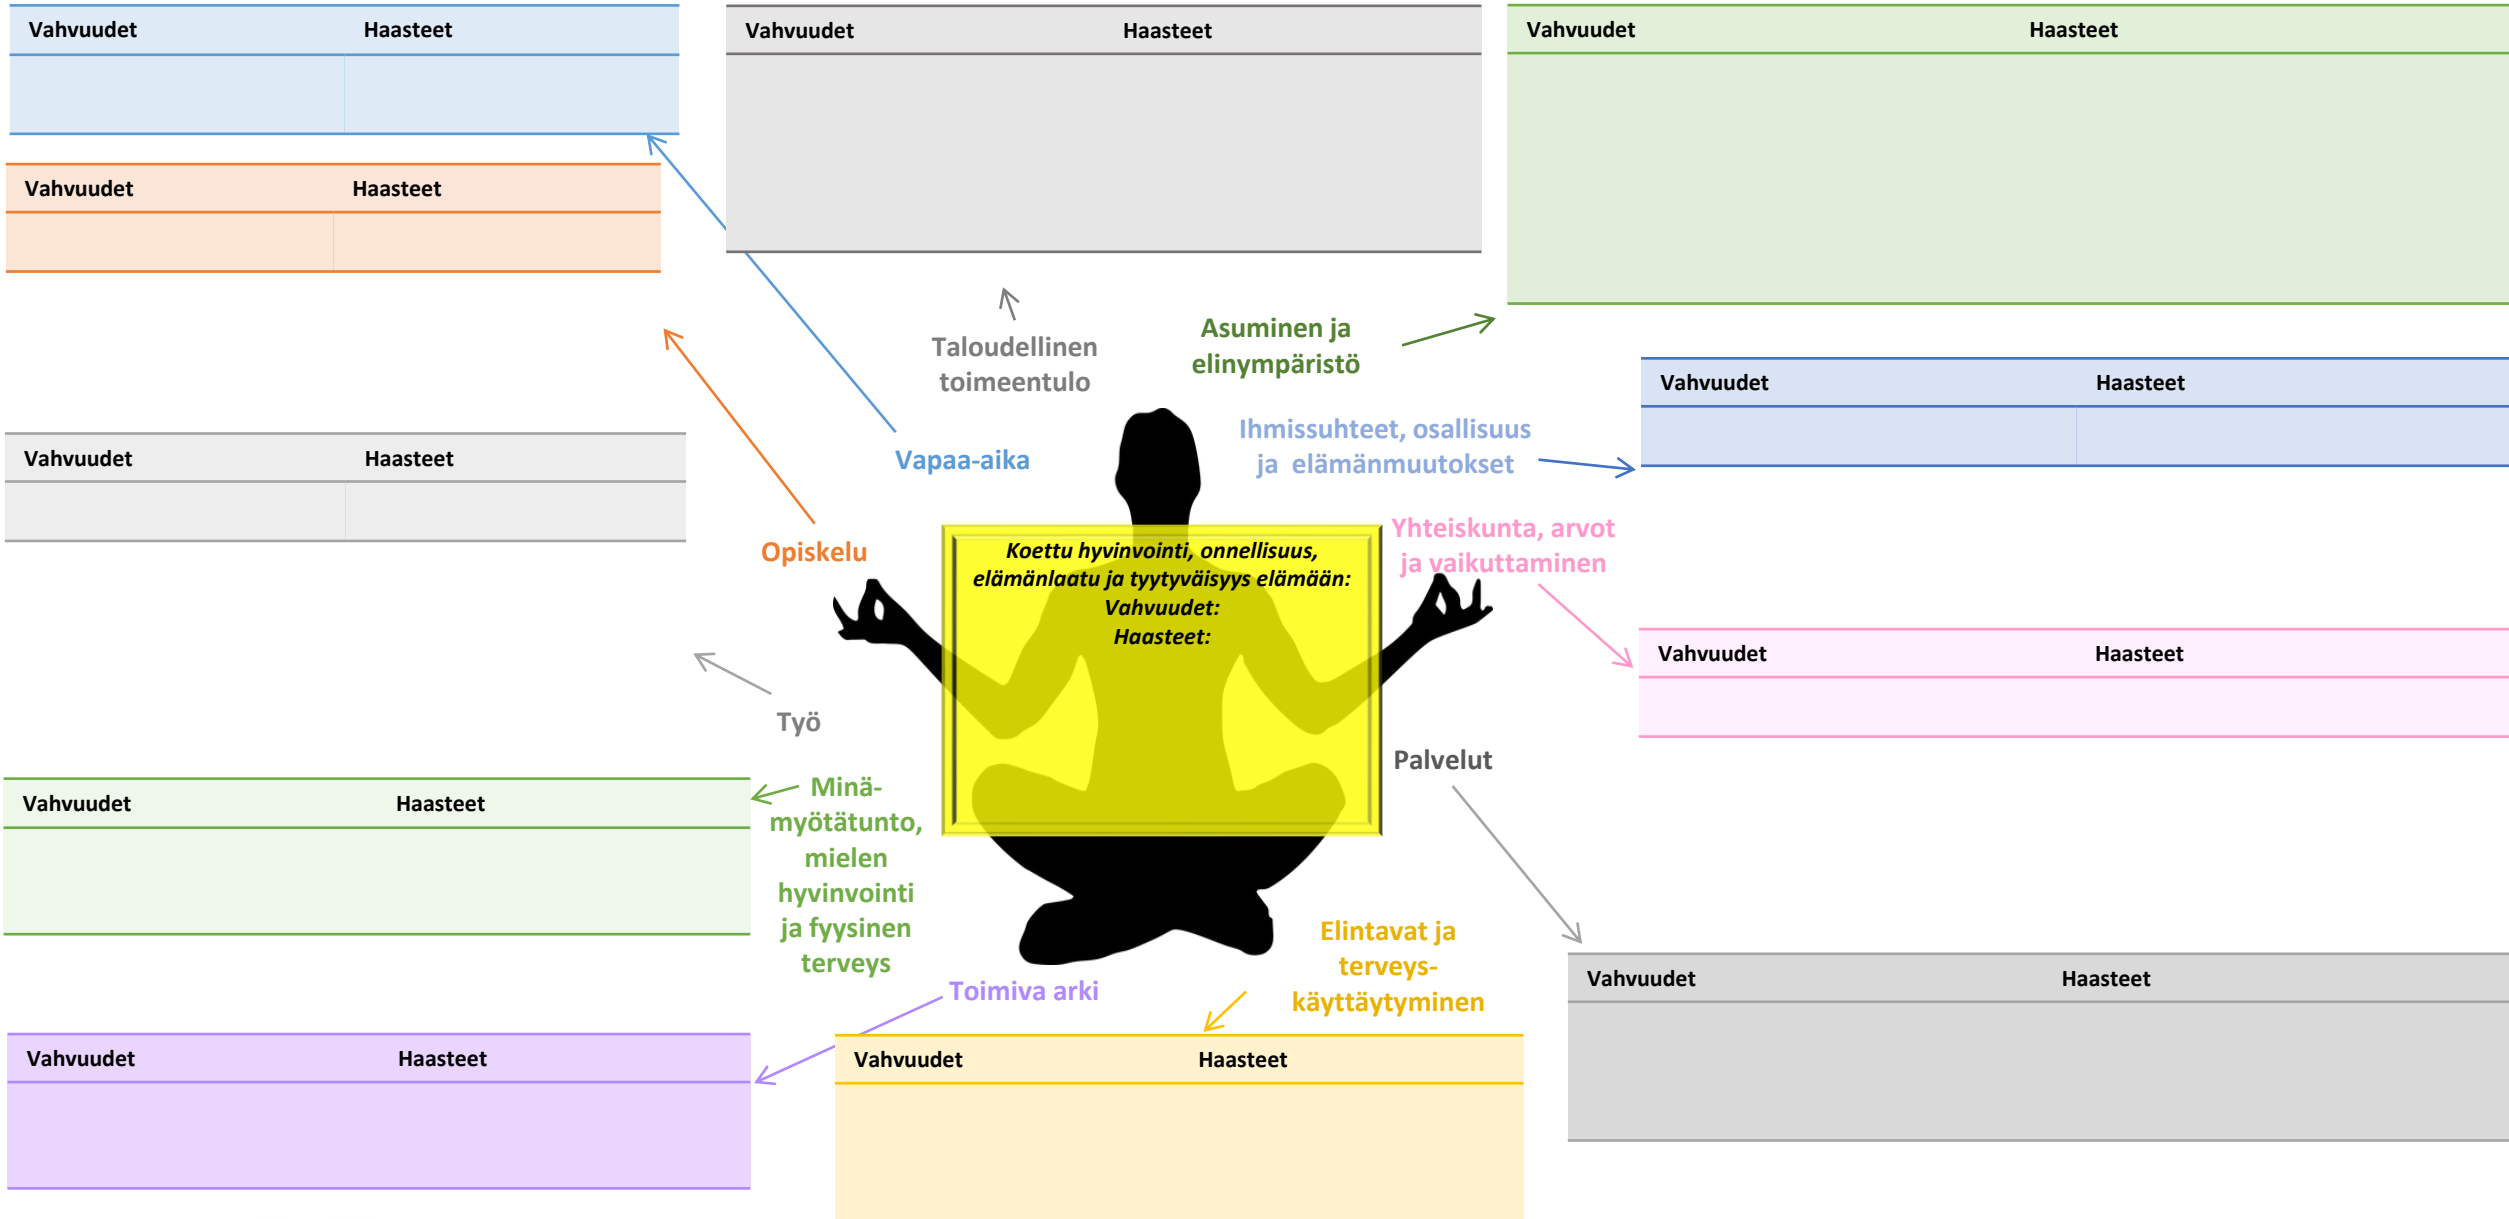 Vahvuudet Haasteet
Vahvuudet Haasteet
Vahvuudet Haasteet
Vahvuudet Haasteet
Taloudellinen
toimeentulo
Asuminen ja
elinympäristö
Vahvuudet Haasteet
Ihmissuhteet, osallisuus
ja elämänmuutokset
Vapaa-aika
Vahvuudet Haasteet
Opiskelu
Yhteiskunta, arvot
ja vaikuttaminen
Koettu hyvinvointi, onnellisuus,
elämänlaatu ja tyytyväisyys elämään:
Vahvuudet:
Haasteet:
Vahvuudet Haasteet
Työ
Palvelut
Vahvuudet Haasteet
Minä-
myötätunto,
mielen
hyvinvointi
ja fyysinen
terveys
Elintavat ja
terveys-
käyttäytyminen
Toimiva arki
Vahvuudet Haasteet
Vahvuudet Haasteet
Vahvuudet Haasteet